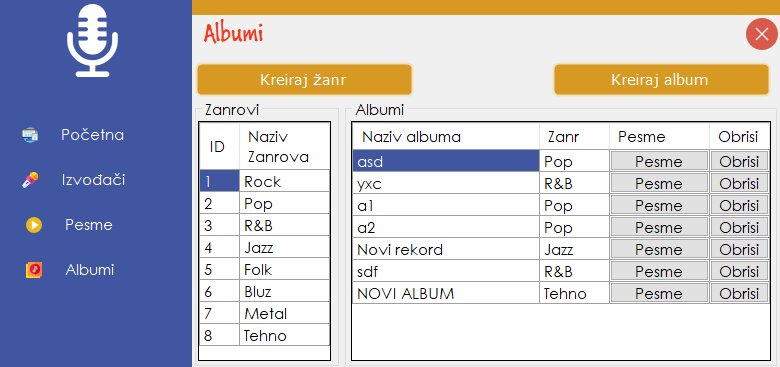 Albumi
Početna
Izvođači
Pesme
Albumi
Kreiraj žanr
Kreiraj album
Zanrovi
ID Naziv
Zanrova
1 Rock
2 Pop
3 R&B
4 Jazz
5 Folk
6 Bluz
7 Metal
8 Tehno
Albumi
Naziv albuma Zanr Pesme Obrisi
asd Pop Pesme Obrisi
yxc R&B Pesme Obrisi
a1 Pop Pesme Obrisi
a2 Pop Pesme Obrisi
Novi rekord Jazz Pesme Obrisi
sdf R&B Pesme Obrisi
NOVI ALBUM Tehno Pesme Obrisi